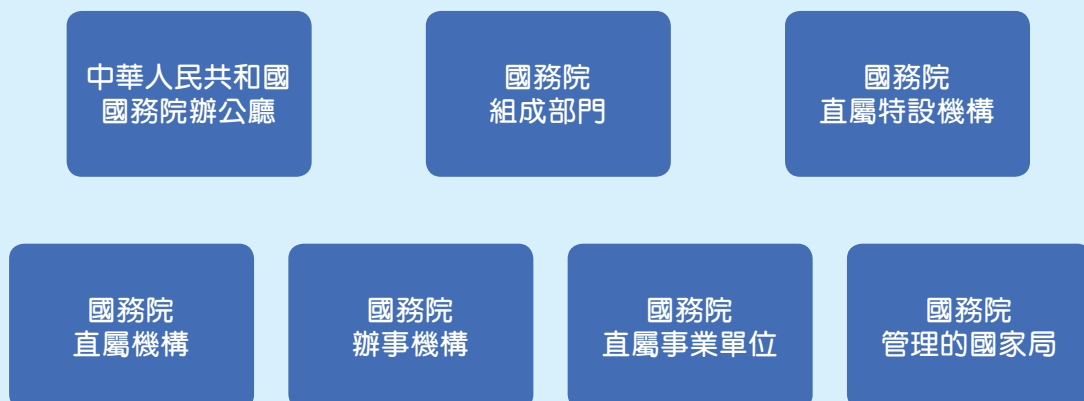 中華人民共和國
國務院辦公廳
國務院
組成部門
國務院
直屬特設機構
國務院
直屬機構
國務院
辦事機構
國務院
直屬事業單位
國務院
管理的國家局